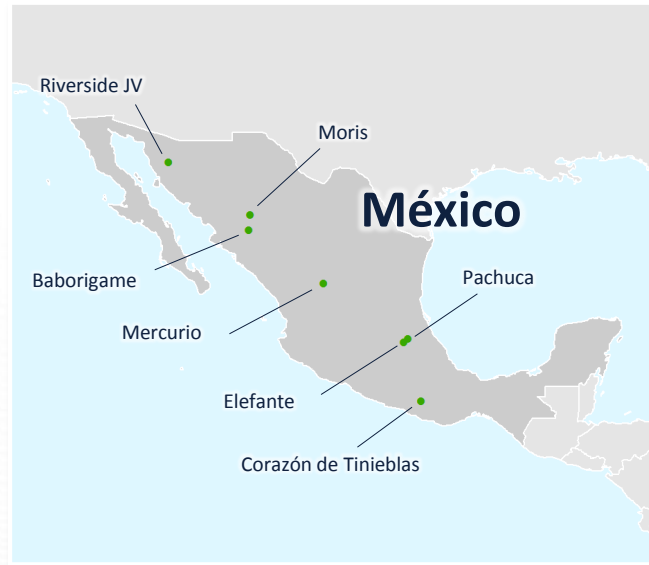 Riverside JV
Moris
México
Baborigame
Pachuca
Mercurio
Elefante
Corazón de Tinieblas